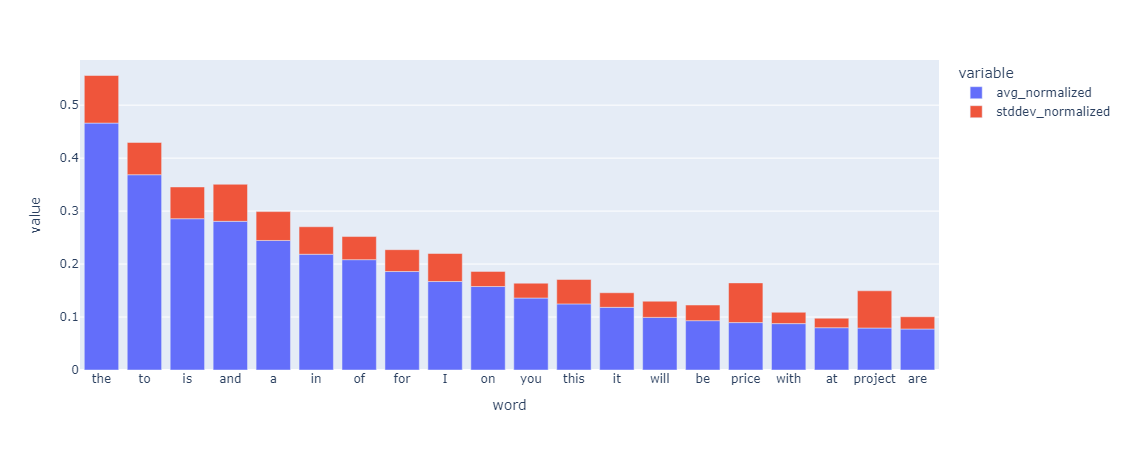 variable
avg_normalized
stddev_normalized
value
0.5
0.4
0.3
0.2
0.1
0
the to is and a in of for I on you this it will be price with at project are
word